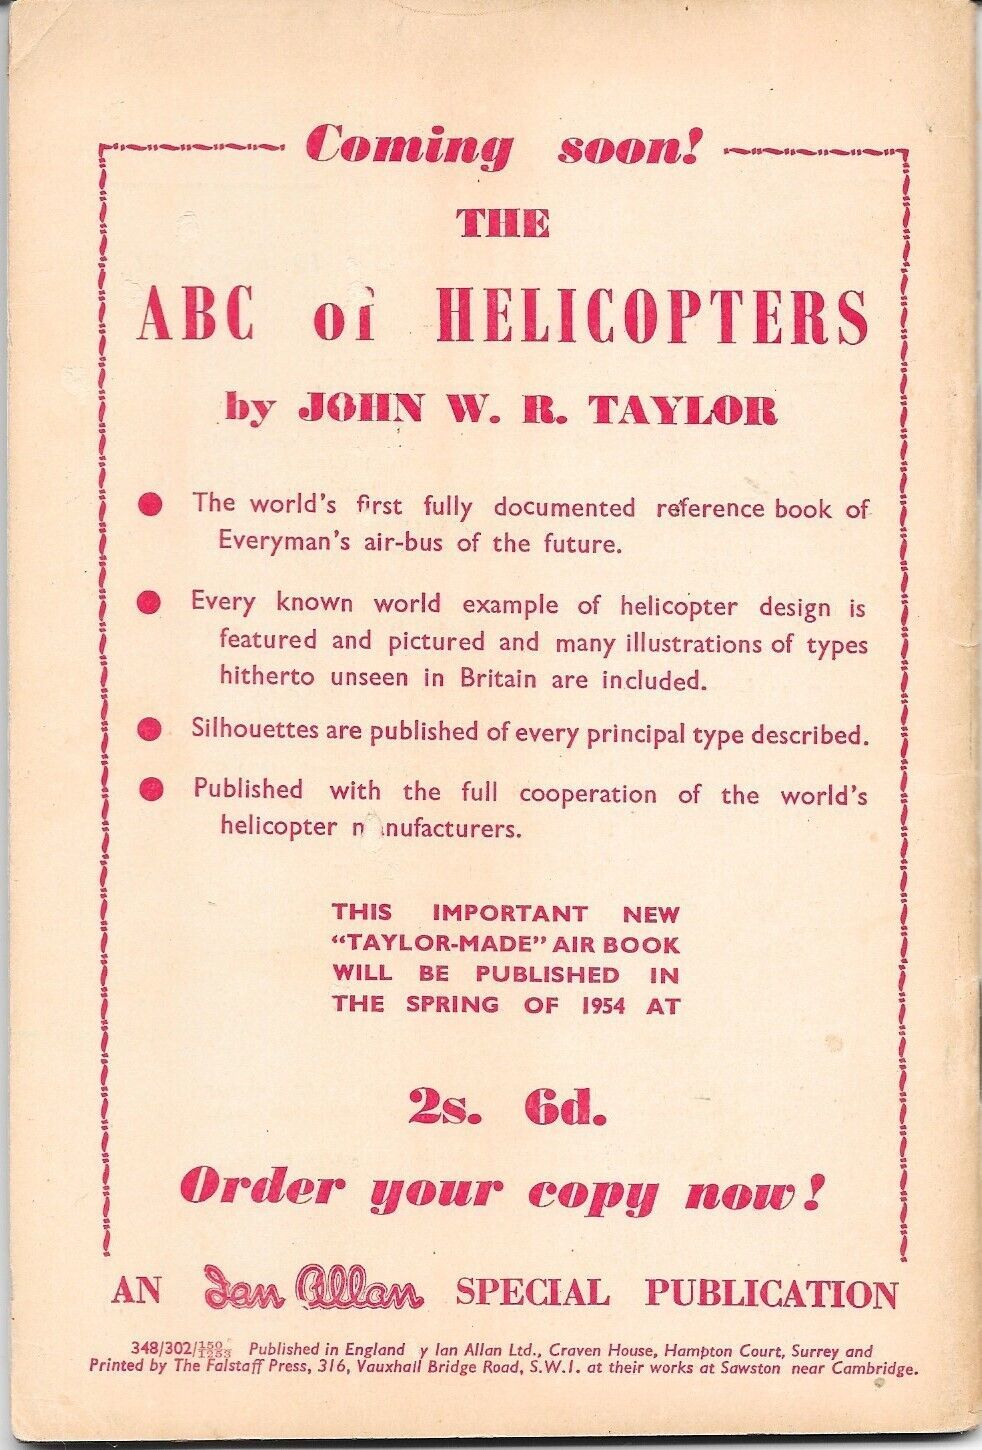 Coming soon!
THE
ABC of HELICOPTERS
by JOHN W. R. TAYLOR
● The world's first fully documented reference book of
Everyman's air-bus of the future.
● Every known world example of helicopter design is
featured and pictured and many illustrations of types
hitherto unseen in Britain are included.
● Silhouettes are published of every principal type described.
● Published with the full cooperation of the world's
helicopter manufacturers.
THIS IMPORTANT NEW
“TAYLOR-MADE” AIR BOOK
WILL BE PUBLISHED IN
THE SPRING OF 1954 AT
2s. 6d.
Order your copy now!
AN Ian Allan SPECIAL PUBLICATION
348/302/150/1253 Published in England y Ian Allan Ltd., Craven House, Hampton Court, Surrey and
Printed by The Falstaff Press, 316, Vauxhall Bridge Road, S.W.1. at their works at Sawston near Cambridge.